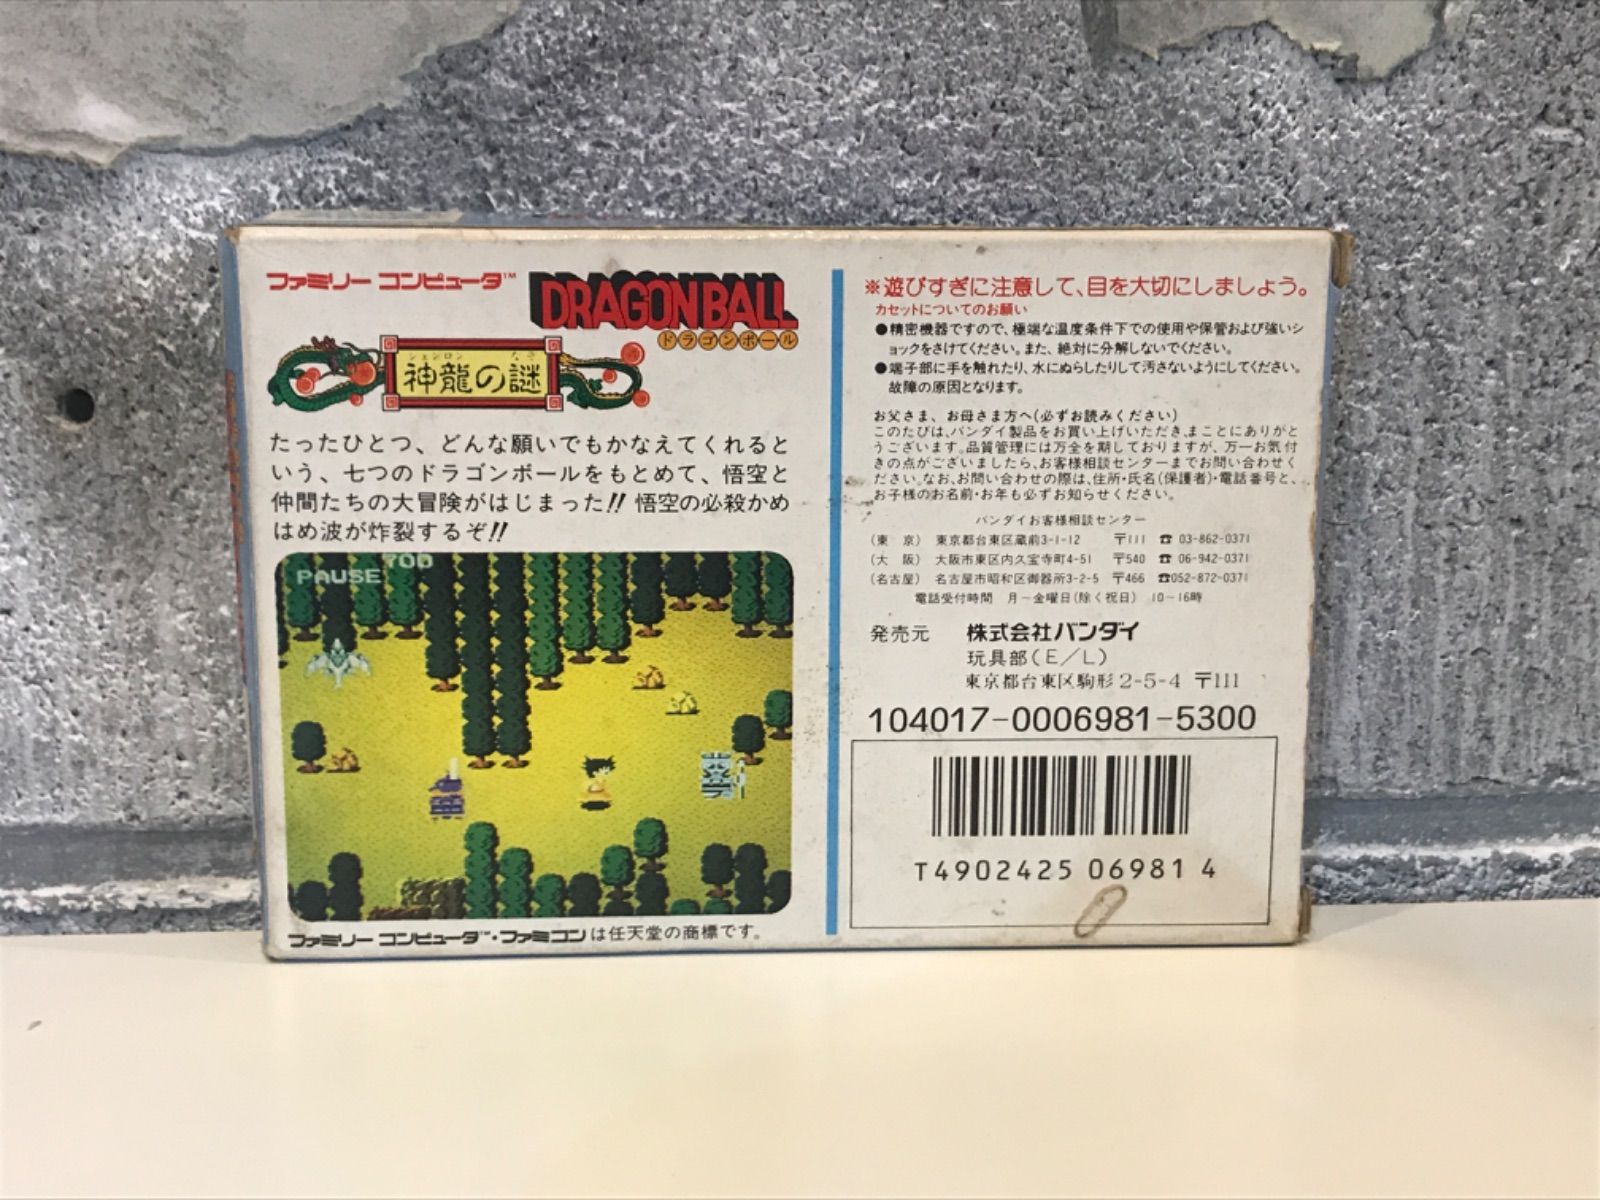 ファミリー コンピュータ™
DRAGON BALL
ドラゴンボール
シェンロン なぞ
神龍の謎
たったひとつ、どんな願いでもかなえてくれると
いう、七つのドラゴンボールをもとめて、悟空と
仲間たちの大冒険がはじまった!! 悟空の必殺かめ
はめ波が炸裂するぞ!!
700
PAUSE
ファミリー コンピュータ™・ファミコンは任天堂の商標です。
※遊びすぎに注意して、目を大切にしましょう。
カセットについてのお願い
●精密機器ですので、極端な温度条件下での使用や保管および強いシ
ョックをさけてください。また、絶対に分解しないでください。
●端子部に手を触れたり、水にぬらしたりして汚さないようにしてください。
故障の原因となります。
お父さま、お母さま方へ(必ずお読みください)
このたびは、バンダイ製品をお買い上げいただき、まことにありがと
うございます。品質管理には万全を期しておりますが、万一お気付
きの点がございましたら、お客様相談センターまでお問い合わせく
ださい。なお、お問い合わせの際は、住所・氏名(保護者)・電話番号と、
お子様のお名前・お年も必ずお知らせください。
バンダイお客様相談センター
(東 京) 東京都台東区蔵前3-1-12 〒111 ☎ 03-862-0371
(大 阪) 大阪市東区内久宝寺町4-51 〒540 ☎ 06-942-0371
(名古屋) 名古屋市昭和区御器所3-2-5 〒466 ☎052-872-0371
電話受付時間 月～金曜日(除く祝日) 10～16時
発売元 株式会社バンダイ
玩具部(E/L)
東京都台東区駒形2-5-4 〒111
104017-0006981-5300
T4902425 06981 4